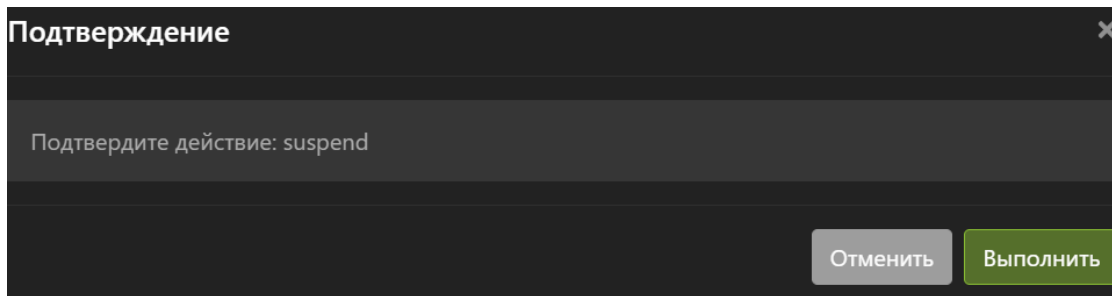 Подтверждение
Подтвердите действие: suspend
Отменить Выполнить